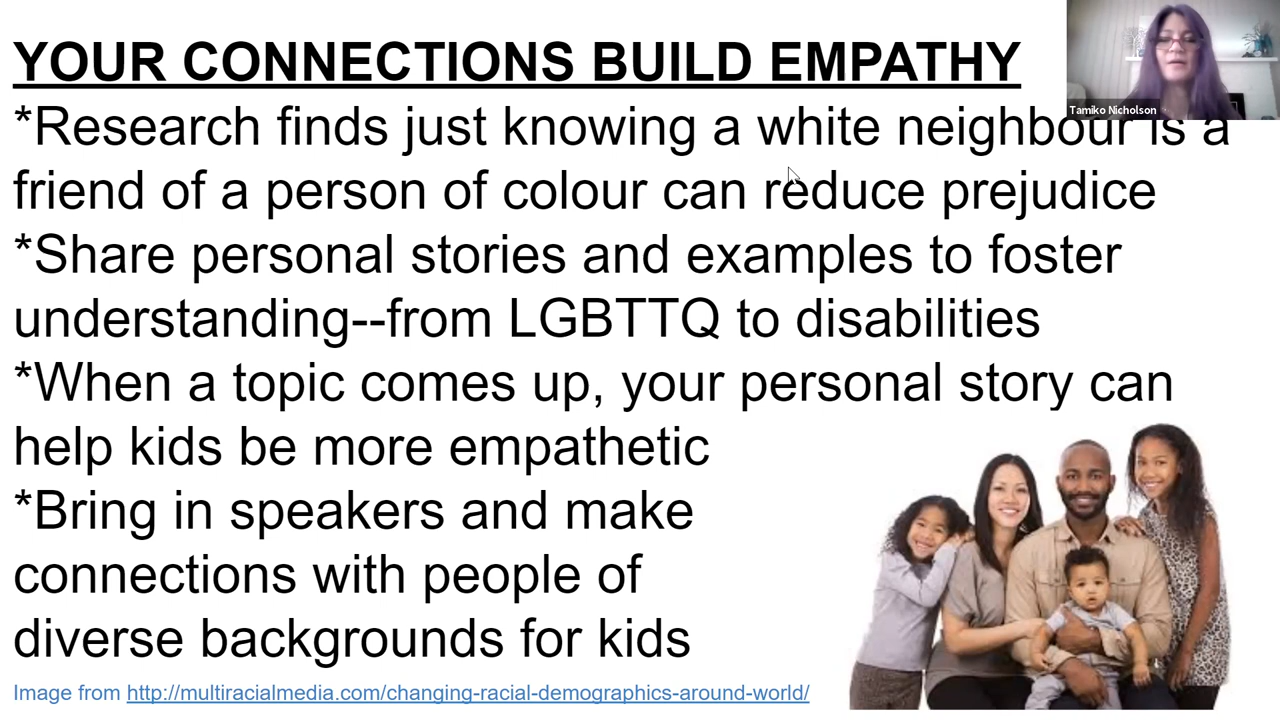 YOUR CONNECTIONS BUILD EMPATHY
Tamiko Nicholson
*Research finds just knowing a white neighbour is a
friend of a person of colour can reduce prejudice
*Share personal stories and examples to foster
understanding--from LGBTTQ to disabilities
*When a topic comes up, your personal story can
help kids be more empathetic
*Bring in speakers and make
connections with people of
diverse backgrounds for kids
Image from http://multiracialmedia.com/changing-racial-demographics-around-world/